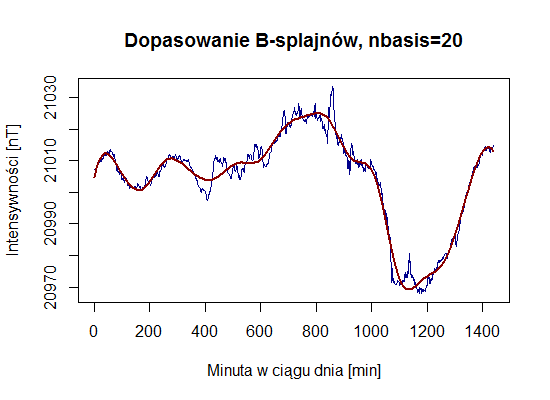 Dopasowanie B-splajnów, nbasis=20
Intensywności [nT]
21030
21010
20990
20970
0 200 400 600 800 1000 1200 1400
Minuta w ciągu dnia [min]